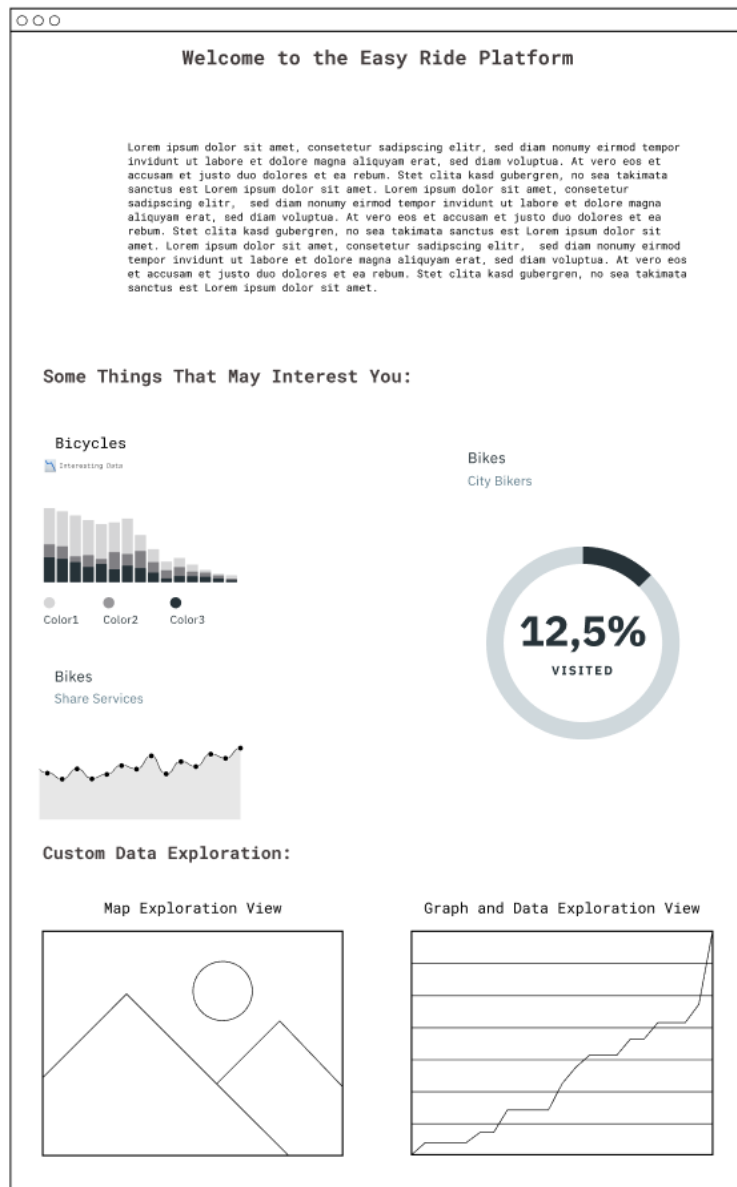 Welcome to the Easy Ride Platform
Lorem ipsum dolor sit amet, consetetur sadipscing elitr, sed diam nonumy eirmod tempor
invidunt ut labore et dolore magna aliquyam erat, sed diam voluptua. At vero eos et
accusam et justo duo dolores et ea rebum. Stet clita kasd gubergren, no sea takimata
sanctus est Lorem ipsum dolor sit amet. Lorem ipsum dolor sit amet, consetetur
sadipscing elitr,  sed diam nonumy eirmod tempor invidunt ut labore et dolore magna
aliquyam erat, sed diam voluptua. At vero eos et accusam et justo duo dolores et ea
rebum. Stet clita kasd gubergren, no sea takimata sanctus est Lorem ipsum dolor sit
amet. Lorem ipsum dolor sit amet, consetetur sadipscing elitr,  sed diam nonumy eirmod
tempor invidunt ut labore et dolore magna aliquyam erat, sed diam voluptua. At vero eos
et accusam et justo duo dolores et ea rebum. Stet clita kasd gubergren, no sea takimata
sanctus est Lorem ipsum dolor sit amet.
Some Things That May Interest You:
Bicycles
Interesting Data
Color1 Color2 Color3
Bikes
Share Services
Bikes
City Bikers
12,5%
VISITED
Custom Data Exploration:
Map Exploration View
Graph and Data Exploration View